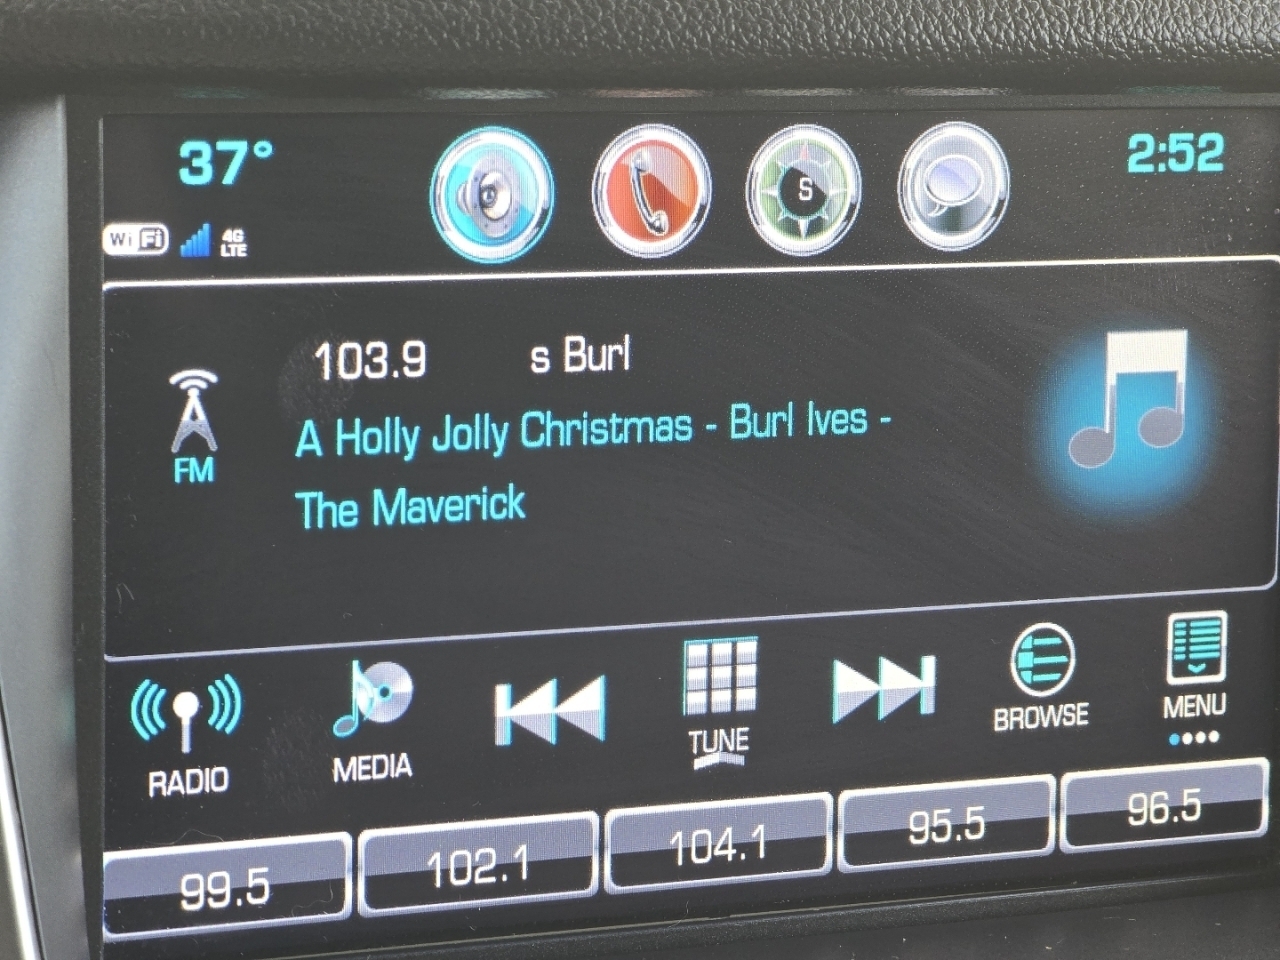 37° 2:52
WiFi 4G LTE S
103.9 s Burl
A Holly Jolly Christmas - Burl Ives -
The Maverick
FM
RADIO MEDIA TUNE BROWSE MENU
99.5 102.1 104.1 95.5 96.5